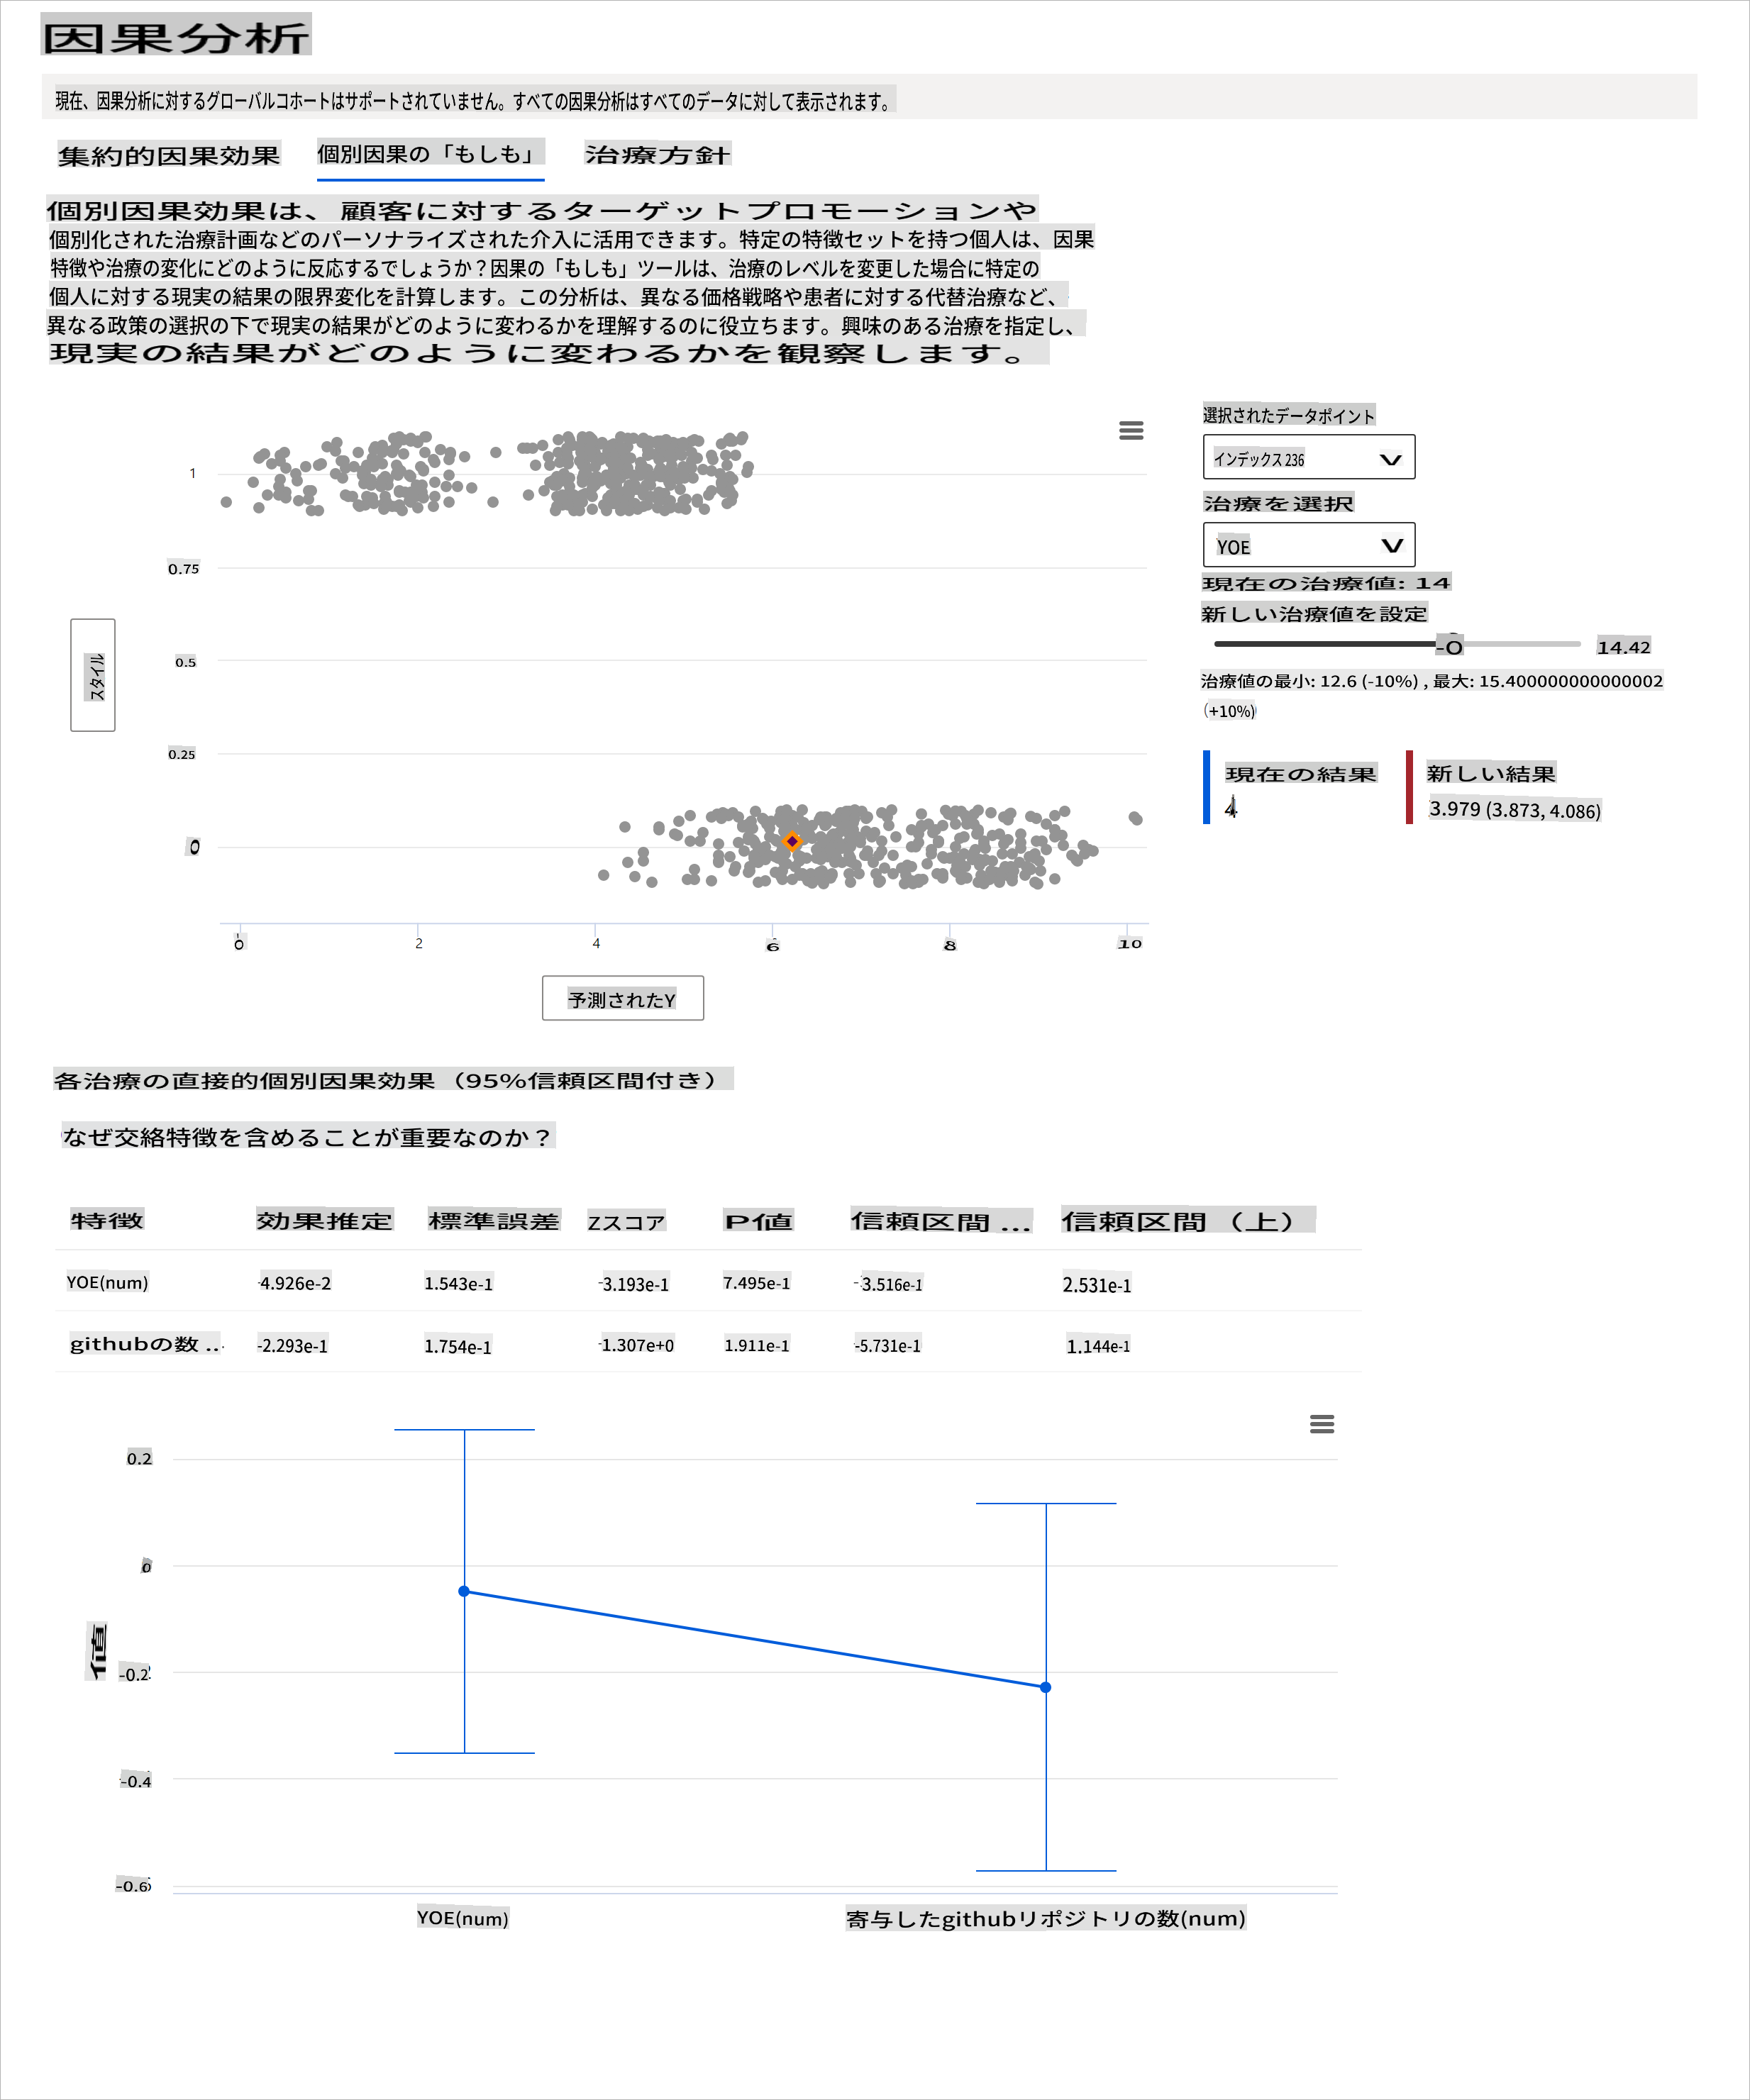 因果分析
現在、因果分析に対するグローバルコホートはサポートされていません。すべての因果分析はすべてのデータに対して表示されます。
集約的因果効果 個別因果の「もしも」 治療方針
個別因果効果は、顧客に対するターゲットプロモーションや
個別化された治療計画などのパーソナライズされた介入に活用できます。特定の特徴セットを持つ個人は、因果
特徴や治療の変化にどのように反応するでしょうか？因果の「もしも」ツールは、治療のレベルを変更した場合に特定の
個人に対する現実の結果の限界変化を計算します。この分析は、異なる価格戦略や患者に対する代替治療など、
異なる政策の選択の下で現実の結果がどのように変わるかを理解するのに役立ちます。興味のある治療を指定し、
現実の結果がどのように変わるかを観察します。
選択されたデータポイント
インデックス 236
治療を選択
YOE
現在の治療値: 14
新しい治療値を設定
-O 14.42
治療値の最小: 12.6 (-10%) , 最大: 15.400000000000002
(+10%)
現在の結果 新しい結果
4 3.979 (3.873, 4.086)
1
0.75
0.5
0.25
0
スタイル
0 2 4 6 8 10
予測されたY
各治療の直接的個別因果効果（95%信頼区間付き）
なぜ交絡特徴を含めることが重要なのか？
特徴 効果推定 標準誤差 Zスコア P値 信頼区間 ... 信頼区間（上）
YOE(num) -4.926e-2 1.543e-1 -3.193e-1 7.495e-1 -3.516e-1 2.531e-1
githubの数 .. -2.293e-1 1.754e-1 -1.307e+0 1.911e-1 -5.731e-1 1.144e-1
0.2
0
-0.2
-0.4
-0.6
値
YOE(num) 寄与したgithubリポジトリの数(num)